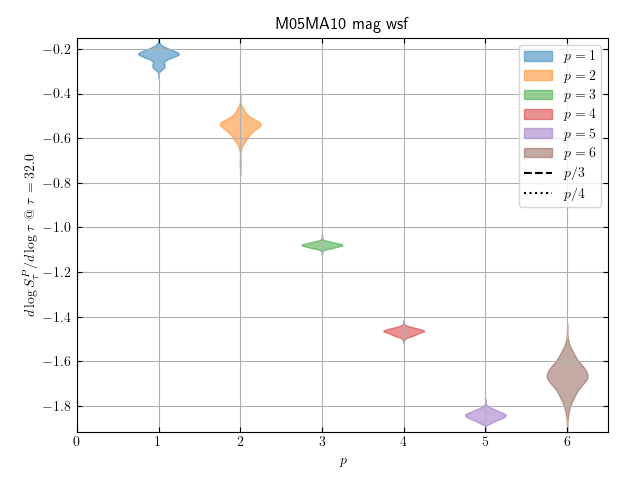 M05MA10 mag wsf
−0.2
−0.4
−0.6
−0.8
−1.0
−1.2
−1.4
−1.6
−1.8
d log S_τ^P / d log τ @ τ = 32.0
p = 1
p = 2
p = 3
p = 4
p = 5
p = 6
p/3
p/4
0 1 2 3 4 5 6
p